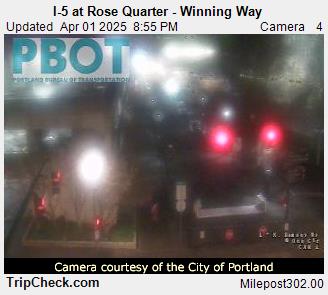 I-5 at Rose Quarter - Winning Way
Updated Apr 01 2025 8:55 PM Camera 4
PBOT
PORTLAND BUREAU OF TRANSPORTATION
Camera courtesy of the City of Portland
TripCheck.com Milepost302.00